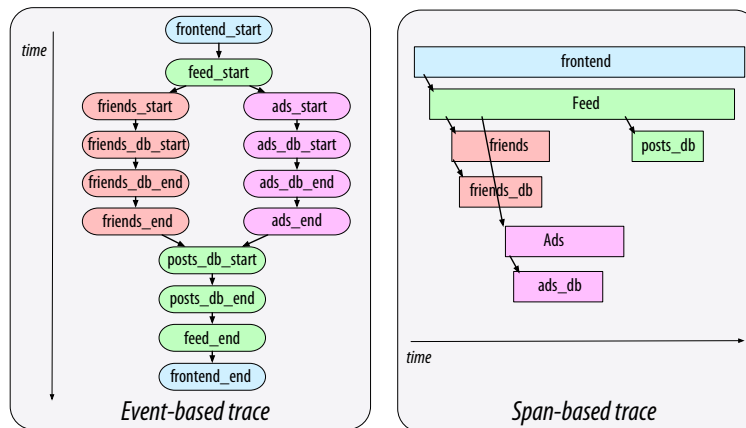 time
frontend_start
feed_start
friends_start
ads_start
friends_db_start
ads_db_start
friends_db_end
ads_db_end
friends_end
ads_end
posts_db_start
posts_db_end
feed_end
frontend_end
Event-based trace
frontend
Feed
friends
posts_db
friends_db
Ads
ads_db
time
Span-based trace